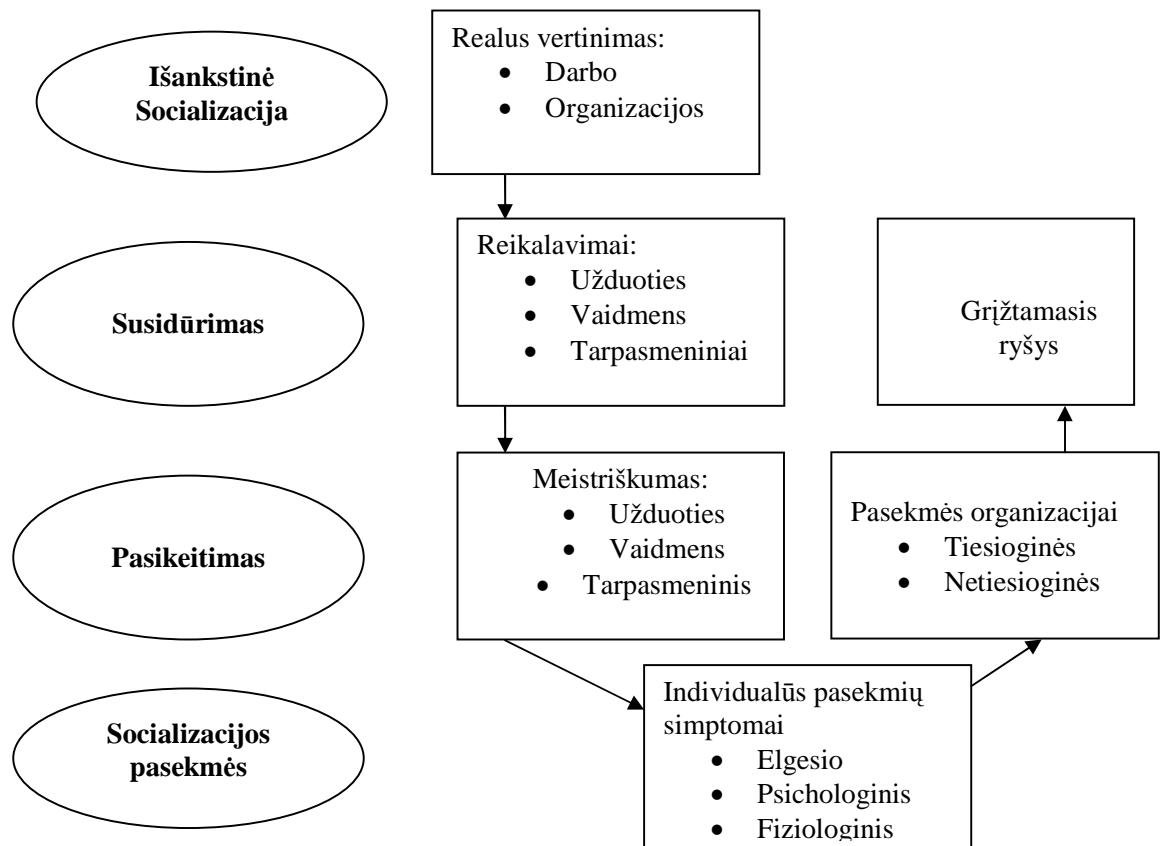 Išankstinė
Socializacija
Realus vertinimas:
• Darbo
• Organizacijos
Susidūrimas
Reikalavimai:
• Užduoties
• Vaidmens
• Tarpasmeniniai
Grįžtamasis
ryšys
Pasikeitimas
Meistriškumas:
• Užduoties
• Vaidmens
• Tarpasmeninis
Pasekmės organizacijai
• Tiesioginės
• Netiesioginės
Socializacijos
pasekmės
Individualūs pasekmių
simptomai
• Elgesio
• Psichologinis
• Fiziologinis